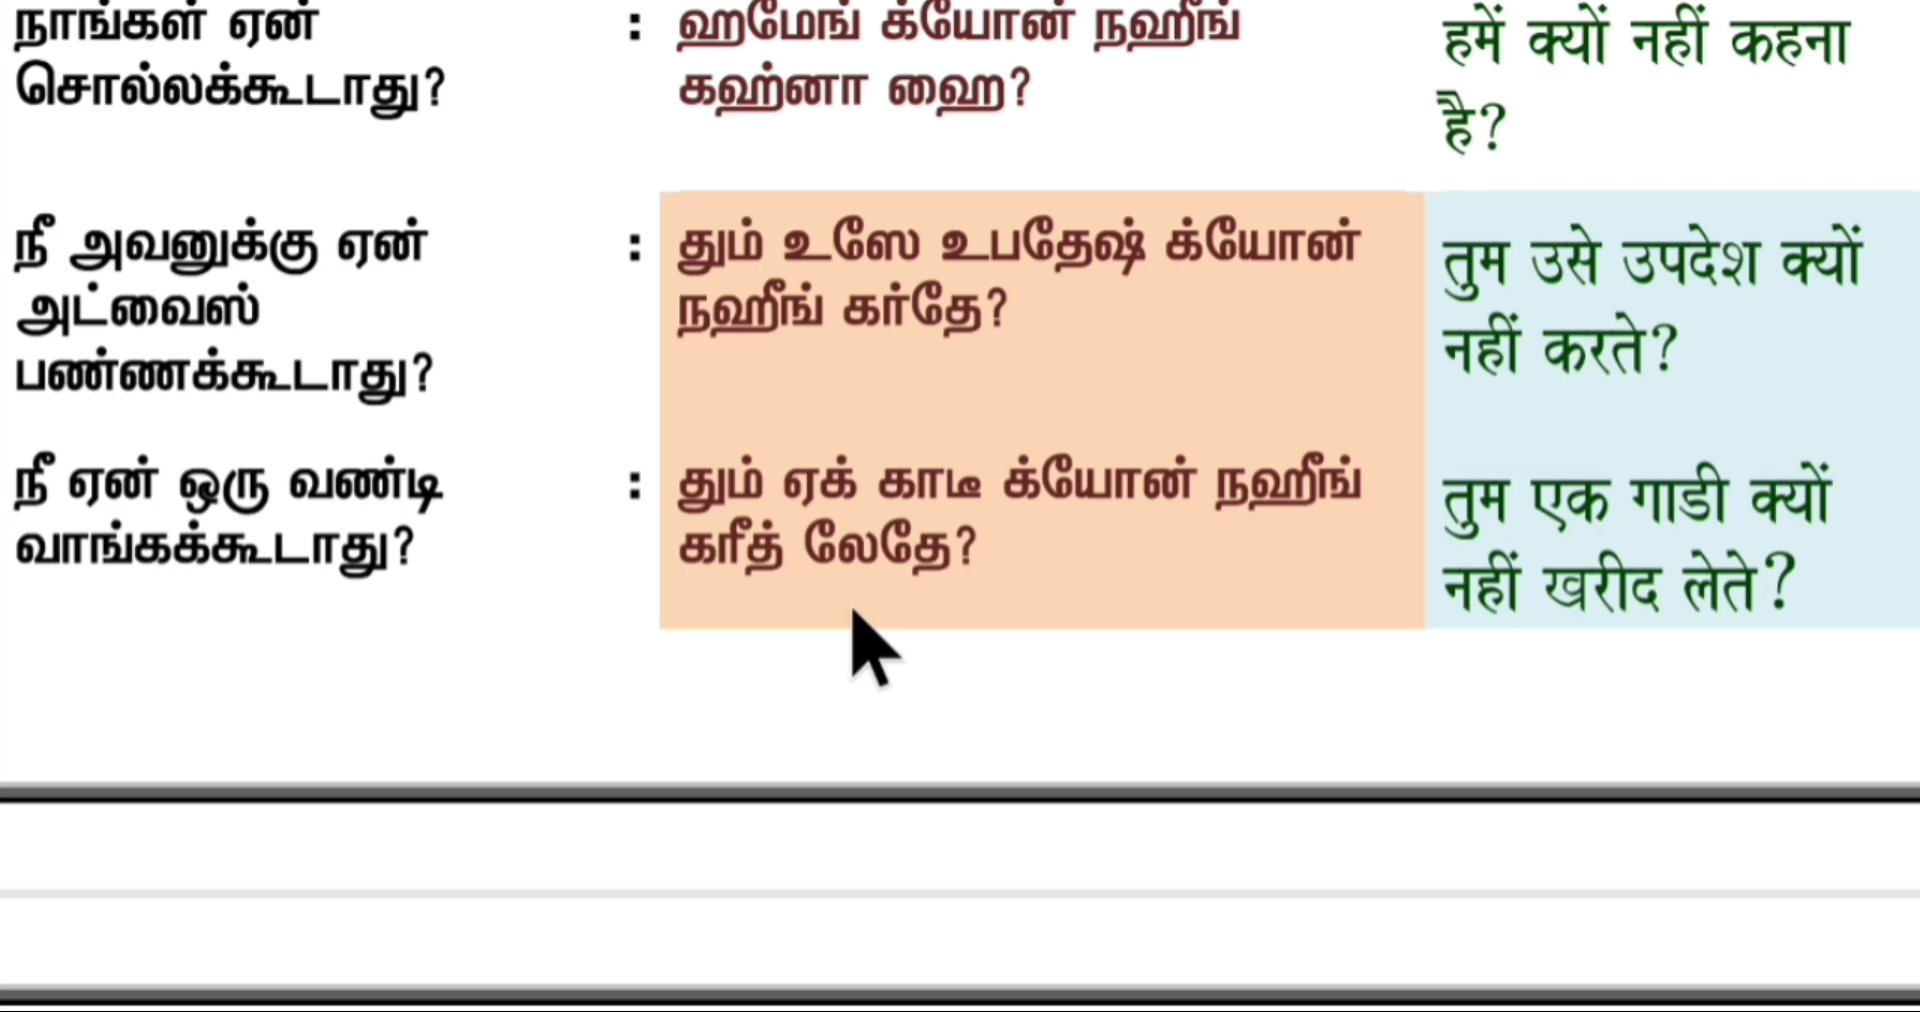 நாங்கள் ஏன்
சொல்லக்கூடாது?
:
ஹமேங் க்யோன் நஹீங்
கஹ்னா ஹை?
हमें क्यों नहीं कहना
है?
நீ அவனுக்கு ஏன்
அட்வைஸ்
பண்ணக்கூடாது?
:
தும் உஸே உபதேஷ் க்யோன்
நஹீங் கர்தே?
तुम उसे उपदेश क्यों
नहीं करते?
நீ ஏன் ஒரு வண்டி
வாங்கக்கூடாது?
:
தும் ஏக் காடீ க்யோன் நஹீங்
கரீத் லேதே?
तुम एक गाडी क्यों
नहीं खरीद लेते?